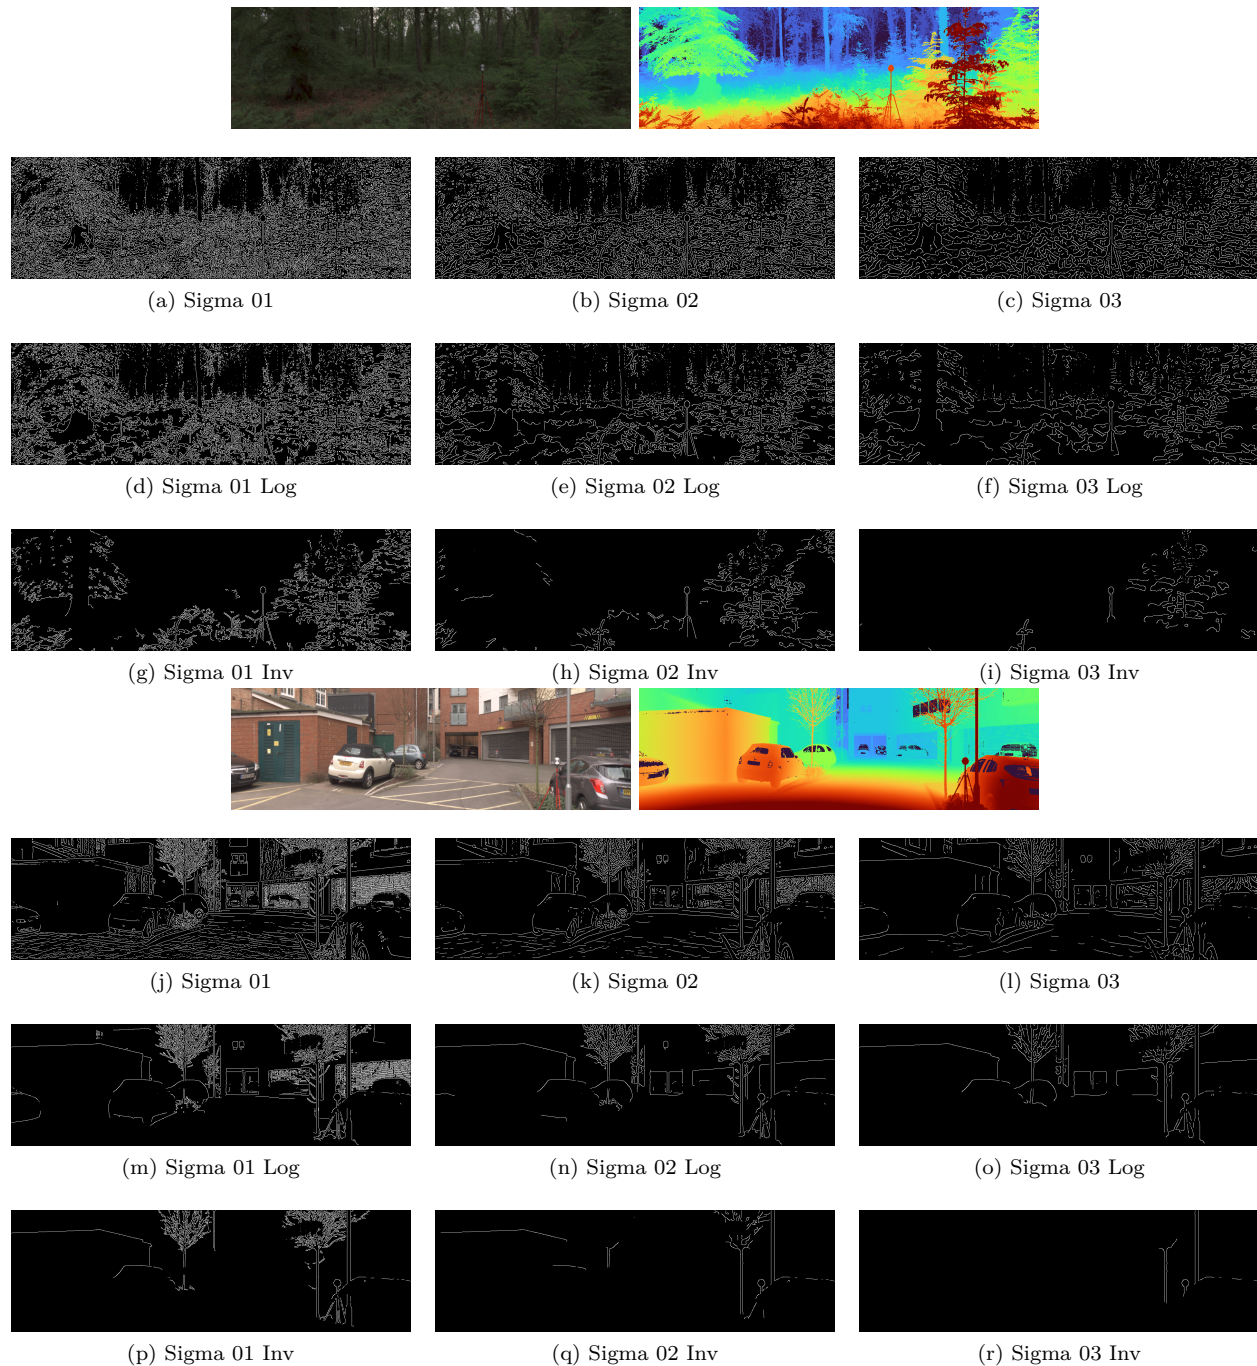 (a) Sigma 01
(b) Sigma 02
(c) Sigma 03
(d) Sigma 01 Log
(e) Sigma 02 Log
(f) Sigma 03 Log
(g) Sigma 01 Inv
(h) Sigma 02 Inv
(i) Sigma 03 Inv
(j) Sigma 01
(k) Sigma 02
(l) Sigma 03
(m) Sigma 01 Log
(n) Sigma 02 Log
(o) Sigma 03 Log
(p) Sigma 01 Inv
(q) Sigma 02 Inv
(r) Sigma 03 Inv